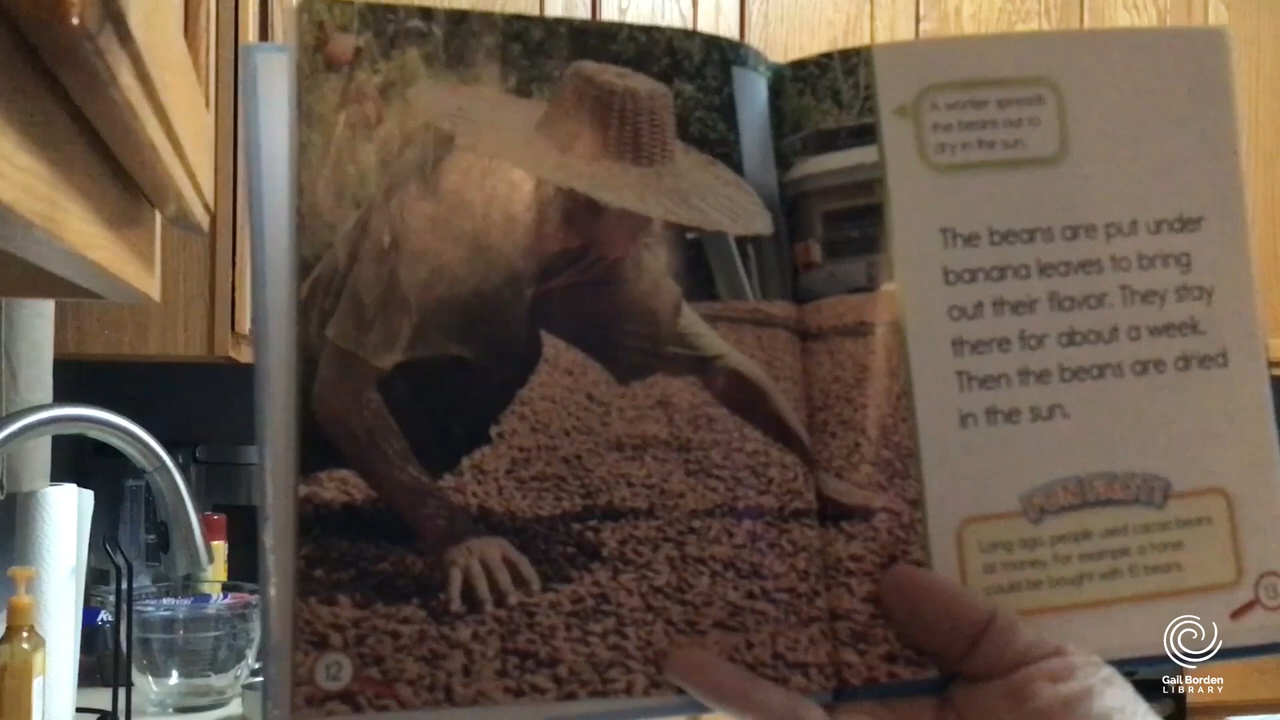 A worker spreads
the beans out to
dry in the sun.
The beans are put under
banana leaves to bring
out their flavor. They stay
there for about a week.
Then the beans are dried
in the sun.
FUN FACT!
Long ago, people used cacao beans
as money. For example, a horse
could be bought with 10 beans.
12
13
Gail Borden
LIBRARY